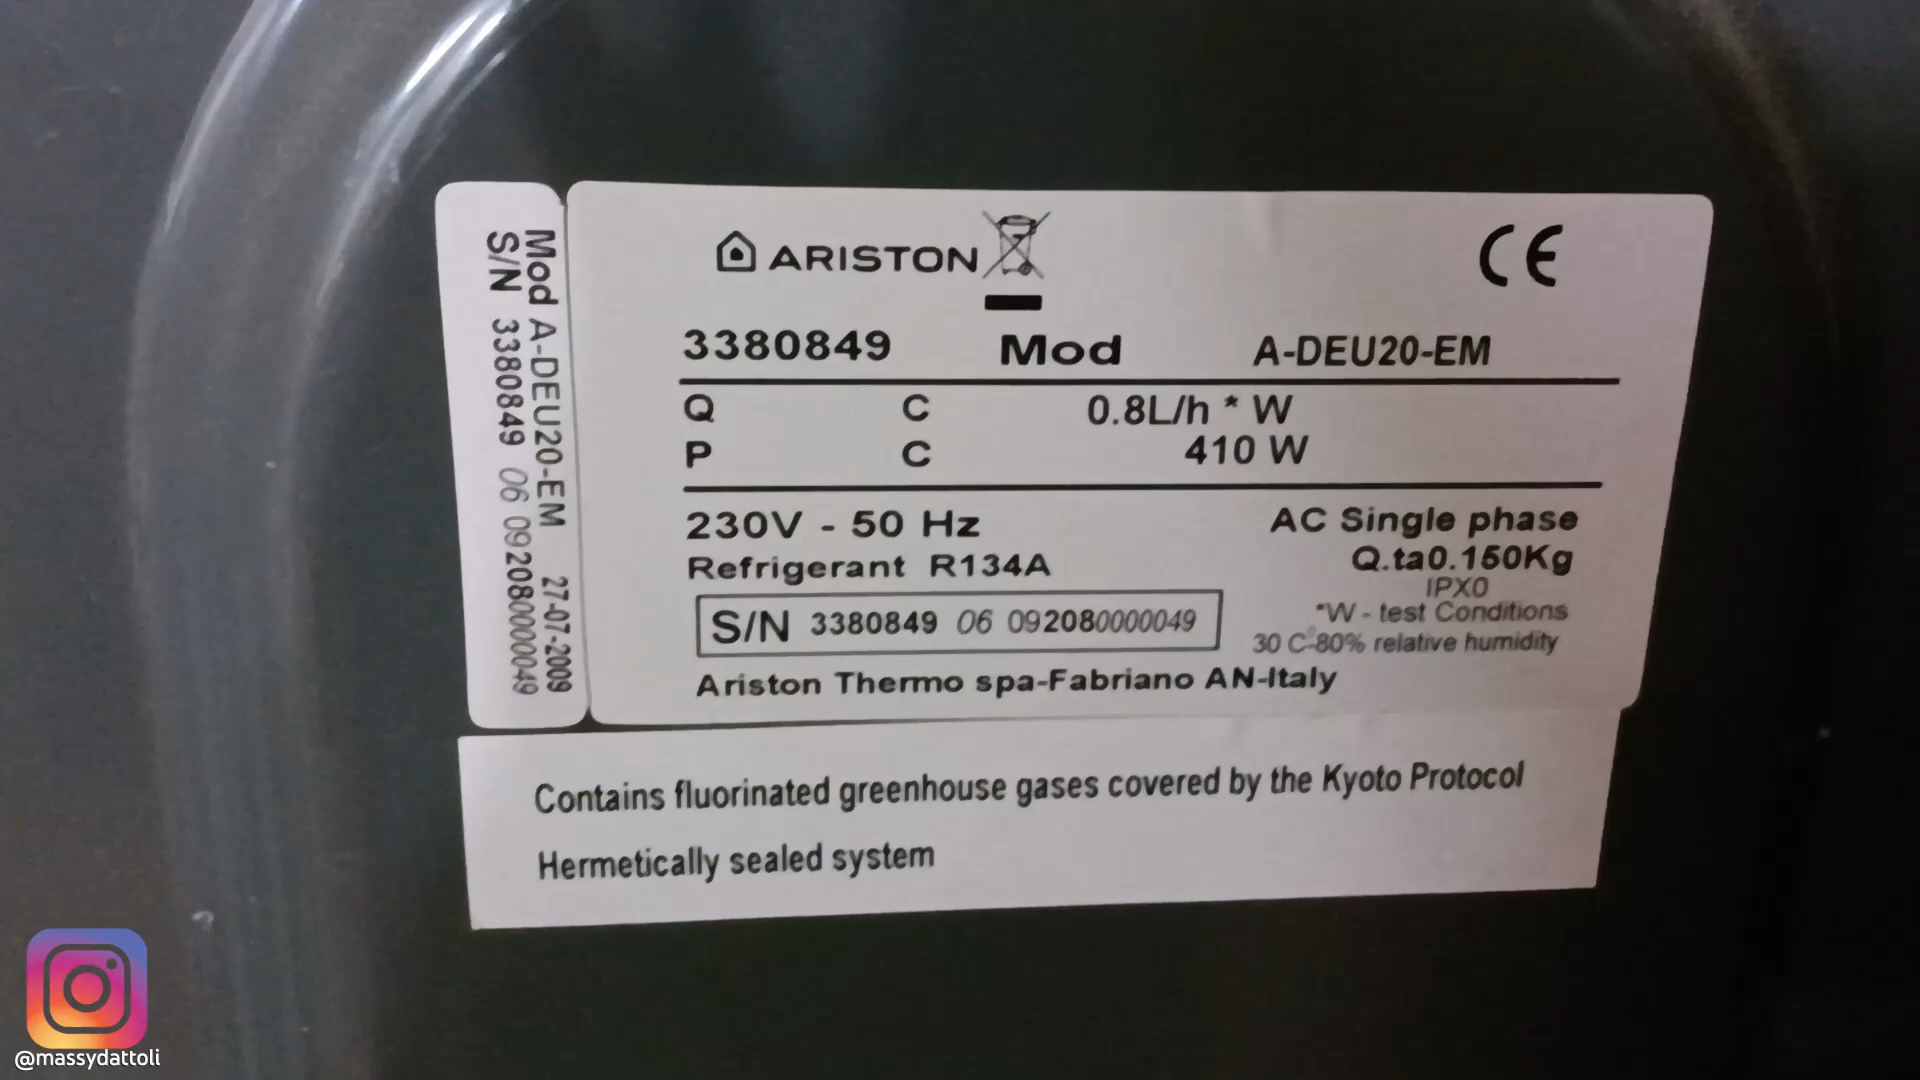 ARISTON
CE
3380849 Mod A-DEU20-EM
Q C 0.8L/h * W
P C 410 W
230V - 50 Hz AC Single phase
Refrigerant R134A Q.ta0.150Kg
IPX0
S/N 3380849 06 092080000049
*W - test Conditions
30 C-80% relative humidity
Ariston Thermo spa-Fabriano AN-Italy
Mod A-DEU20-EM 27-07-2009
S/N 3380849 06 092080000049
Contains fluorinated greenhouse gases covered by the Kyoto Protocol
Hermetically sealed system
@massydattoli